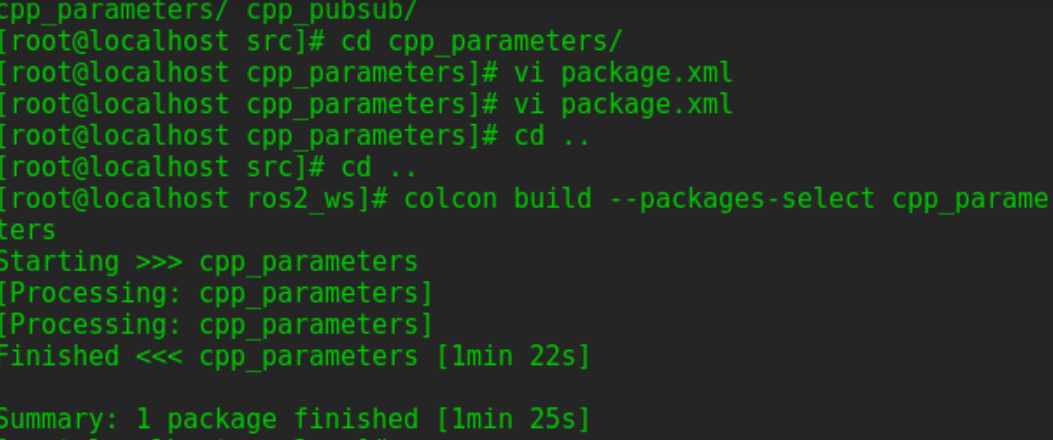 cpp_parameters/ cpp_pubsub/
[root@localhost src]# cd cpp_parameters/
[root@localhost cpp_parameters]# vi package.xml
[root@localhost cpp_parameters]# vi package.xml
[root@localhost cpp_parameters]# cd ..
[root@localhost src]# cd ..
[root@localhost ros2_ws]# colcon build --packages-select cpp_parame
ters
Starting >>> cpp_parameters
[Processing: cpp_parameters]
[Processing: cpp_parameters]
Finished <<< cpp_parameters [1min 22s]
Summary: 1 package finished [1min 25s]